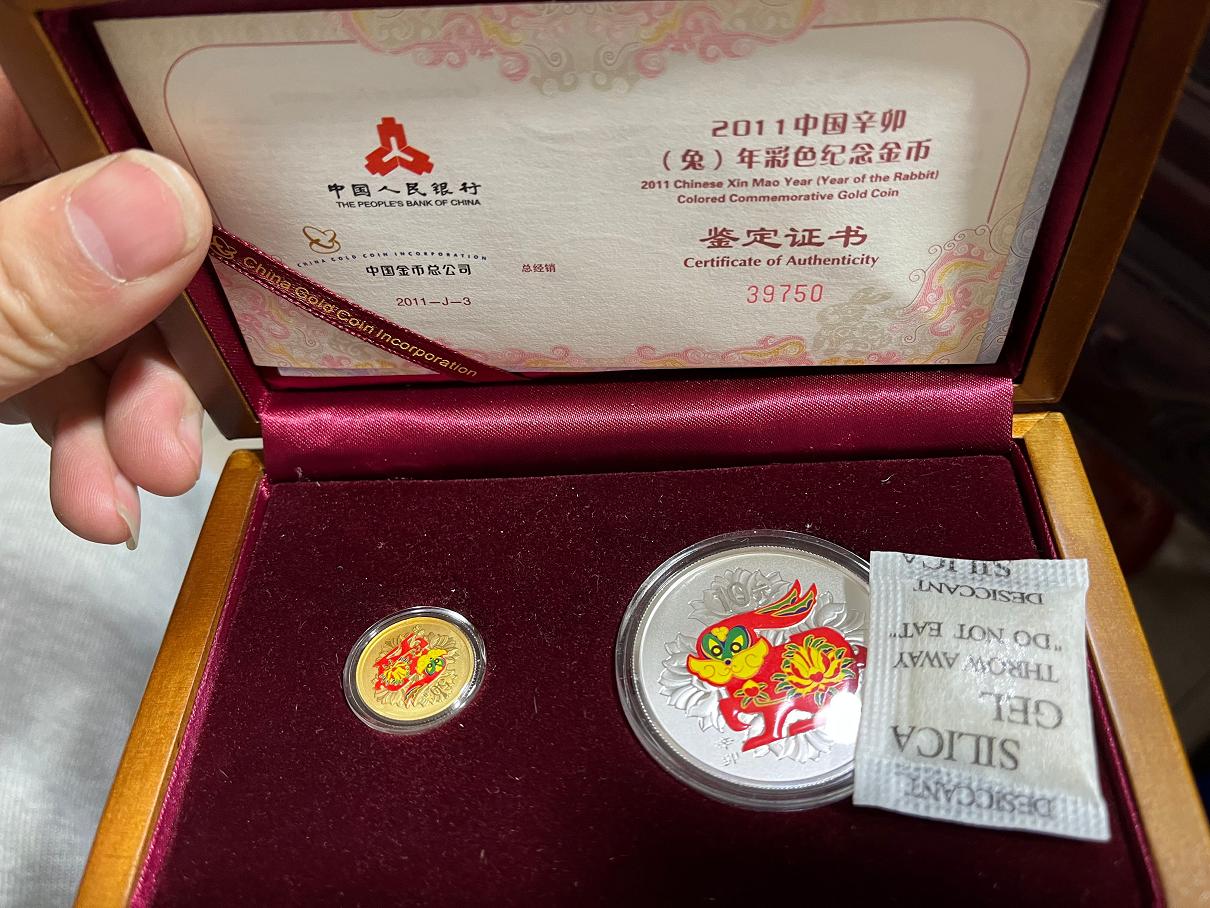 中国人民银行
THE PEOPLE'S BANK OF CHINA
CHINA GOLD COIN INCORPORATION
中国金币总公司
总经销
2011—J—3
2011中国辛卯
（兔）年彩色纪念金币
2011 Chinese Xin Mao Year (Year of the Rabbit)
Colored Commemorative Gold Coin
鉴定证书
Certificate of Authenticity
39750
China Gold Coin Incorporation
辛卯
SILICA
DESICCANT
"DO NOT EAT"
THROW AWAY
GEL
SILICA
DESICCANT